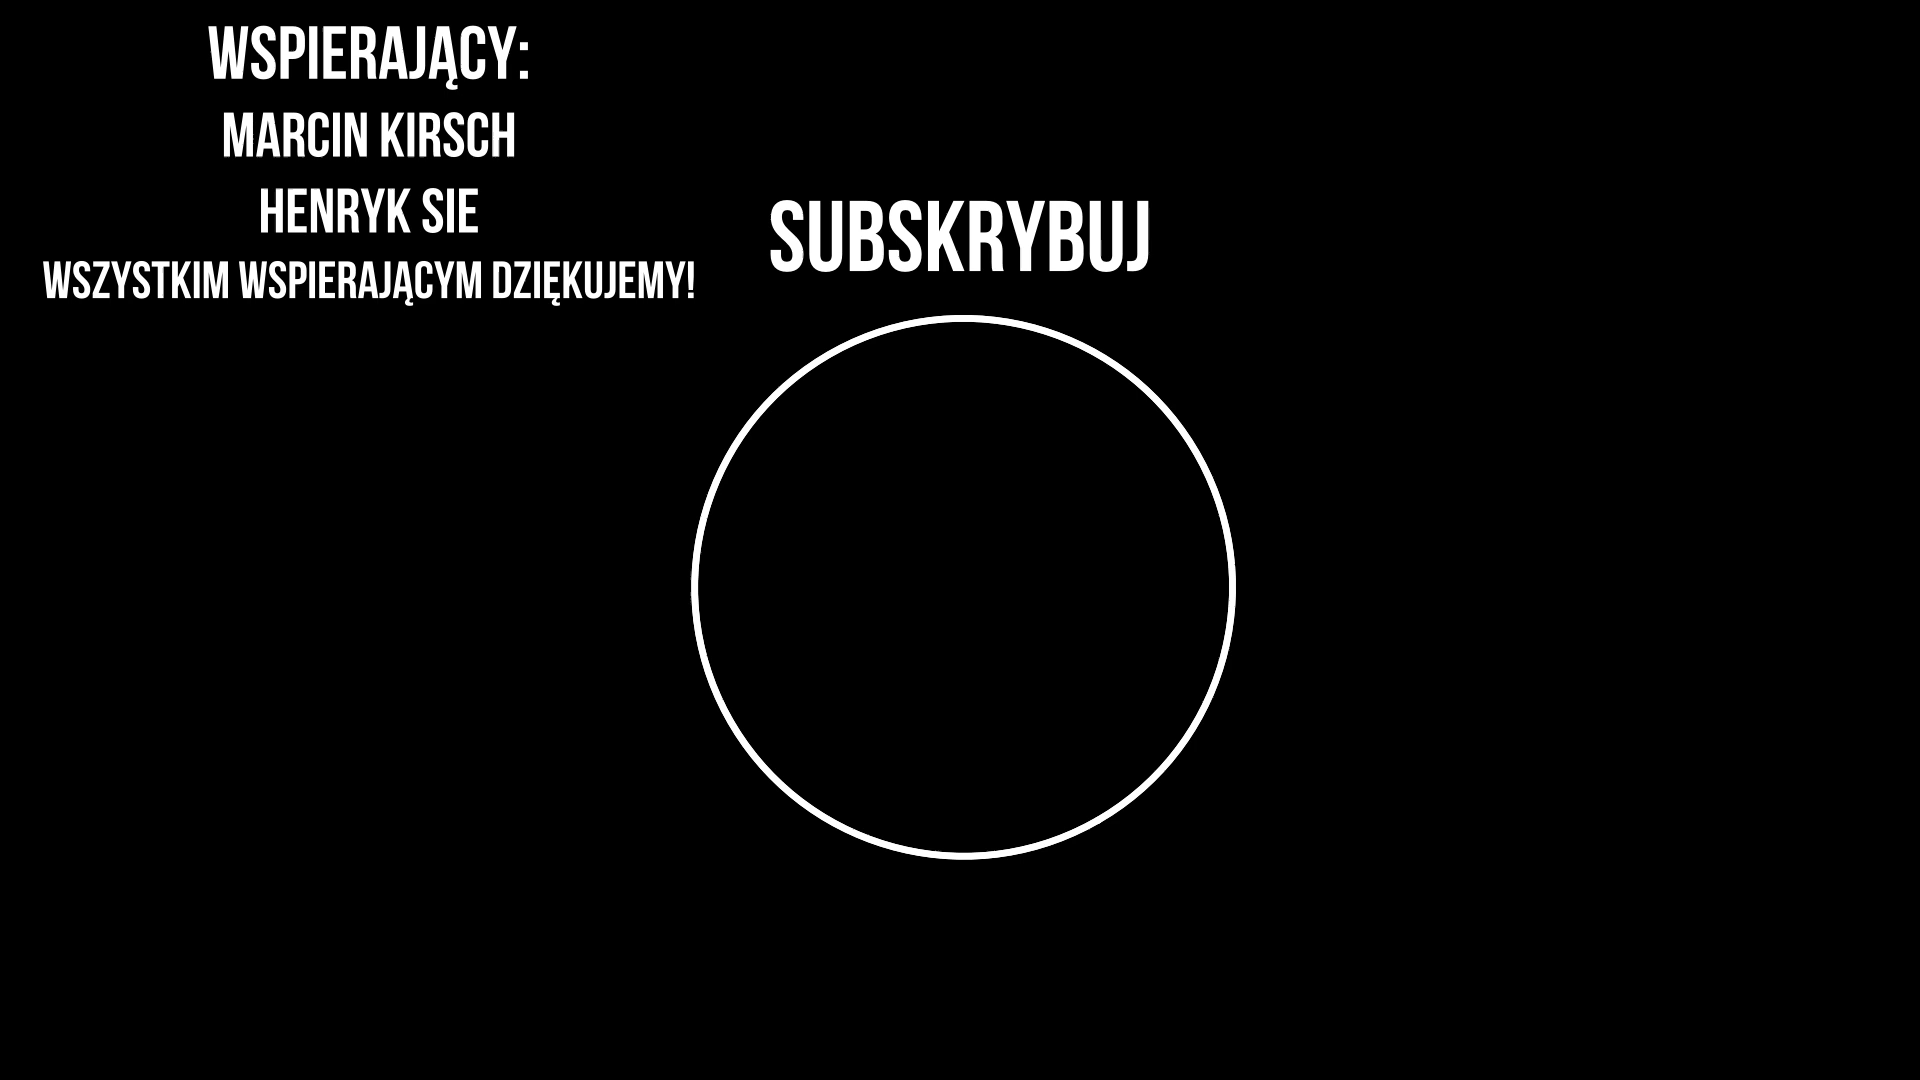 WSPIERAJĄCY:
MARCIN KIRSCH
HENRYK SIE
WSZYSTKIM WSPIERAJĄCYM DZIĘKUJEMY!
SUBSKRYBUJ